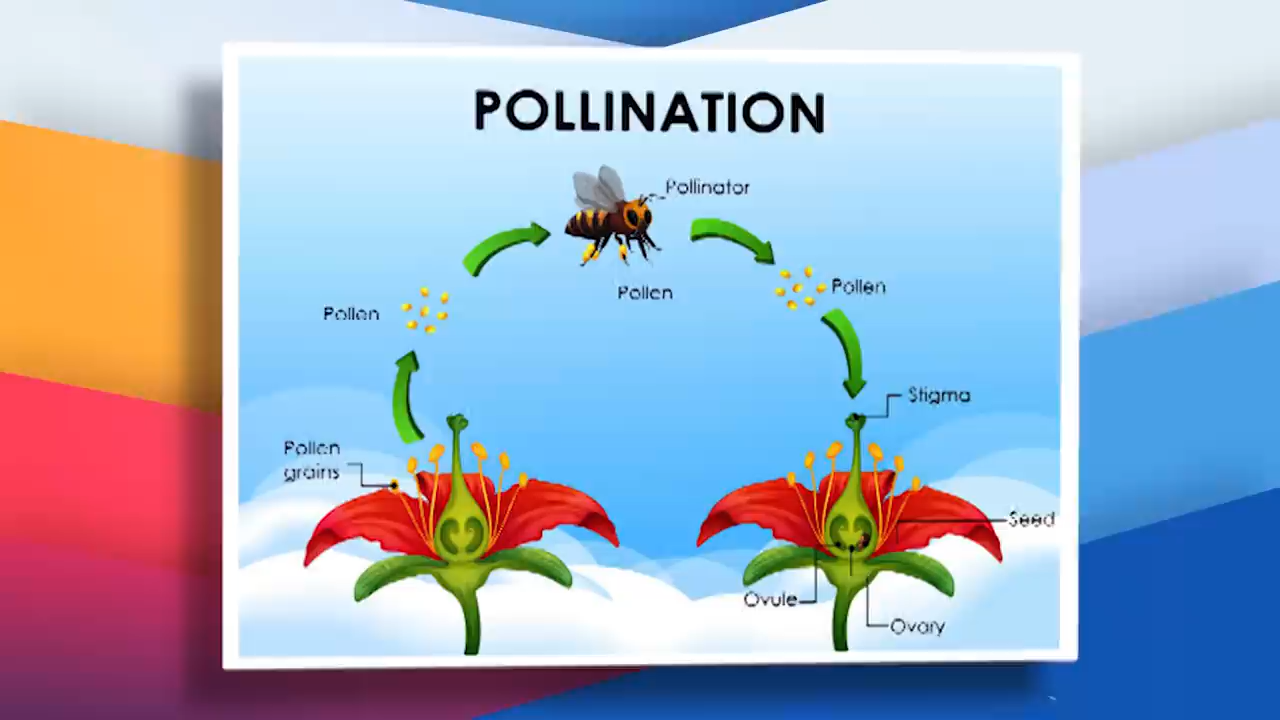 POLLINATION
Pollinator
Pollen
Pollen
Pollen
Pollen
grains
Stigma
Seed
Ovule
Ovary